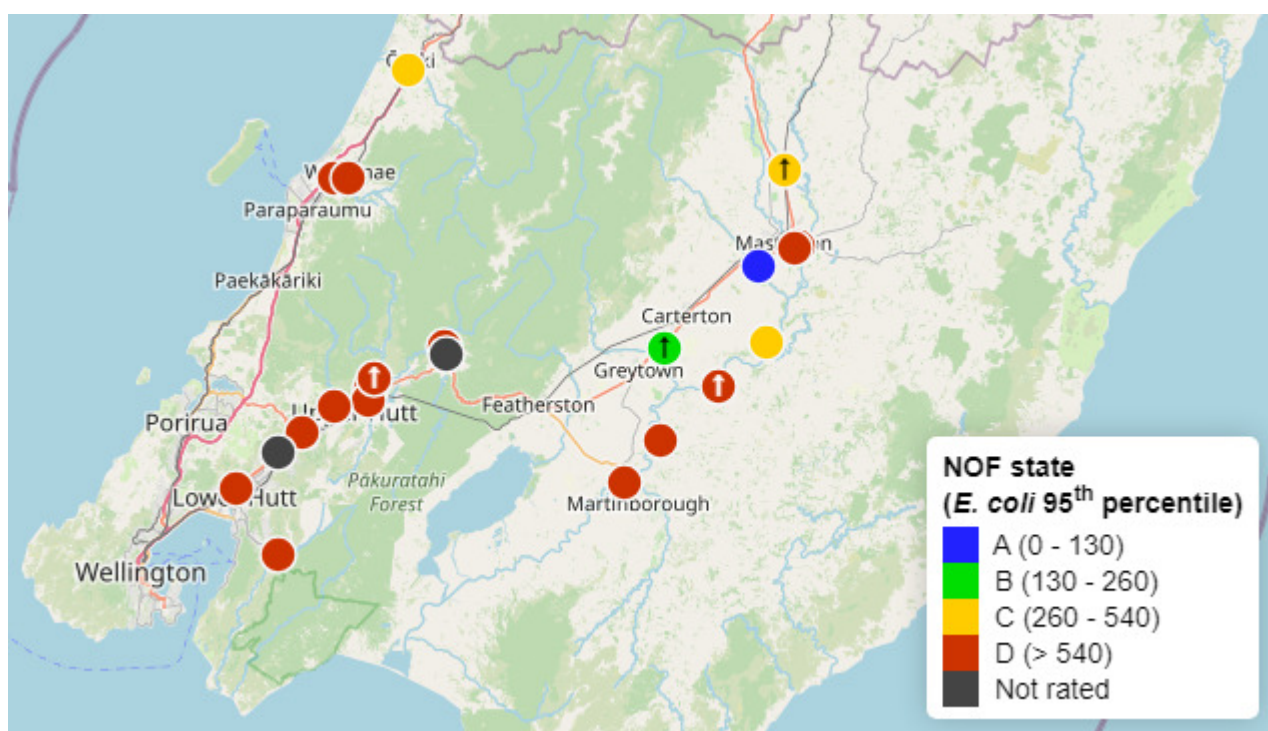 Paraparaumu
Paekākāriki
Carterton
Greytown
Featherston
Porirua
Pākuratahi
Forest
Martinborough
Wellington
NOF state
(E. coli 95th percentile)
A (0 - 130)
B (130 - 260)
C (260 - 540)
D (> 540)
Not rated